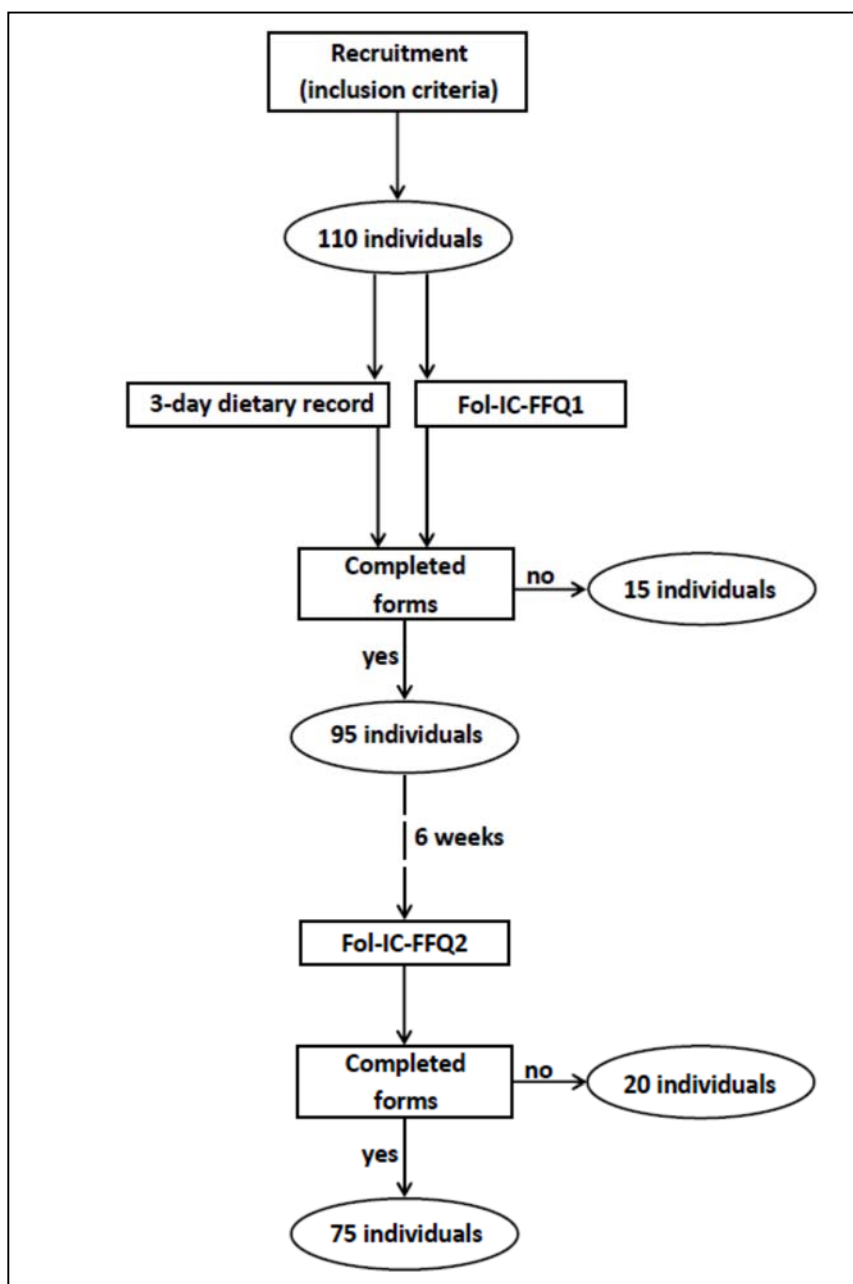 Recruitment
(inclusion criteria)
110 individuals
3-day dietary record
Fol-IC-FFQ1
Completed
forms
no
15 individuals
yes
95 individuals
6 weeks
Fol-IC-FFQ2
Completed
forms
no
20 individuals
yes
75 individuals